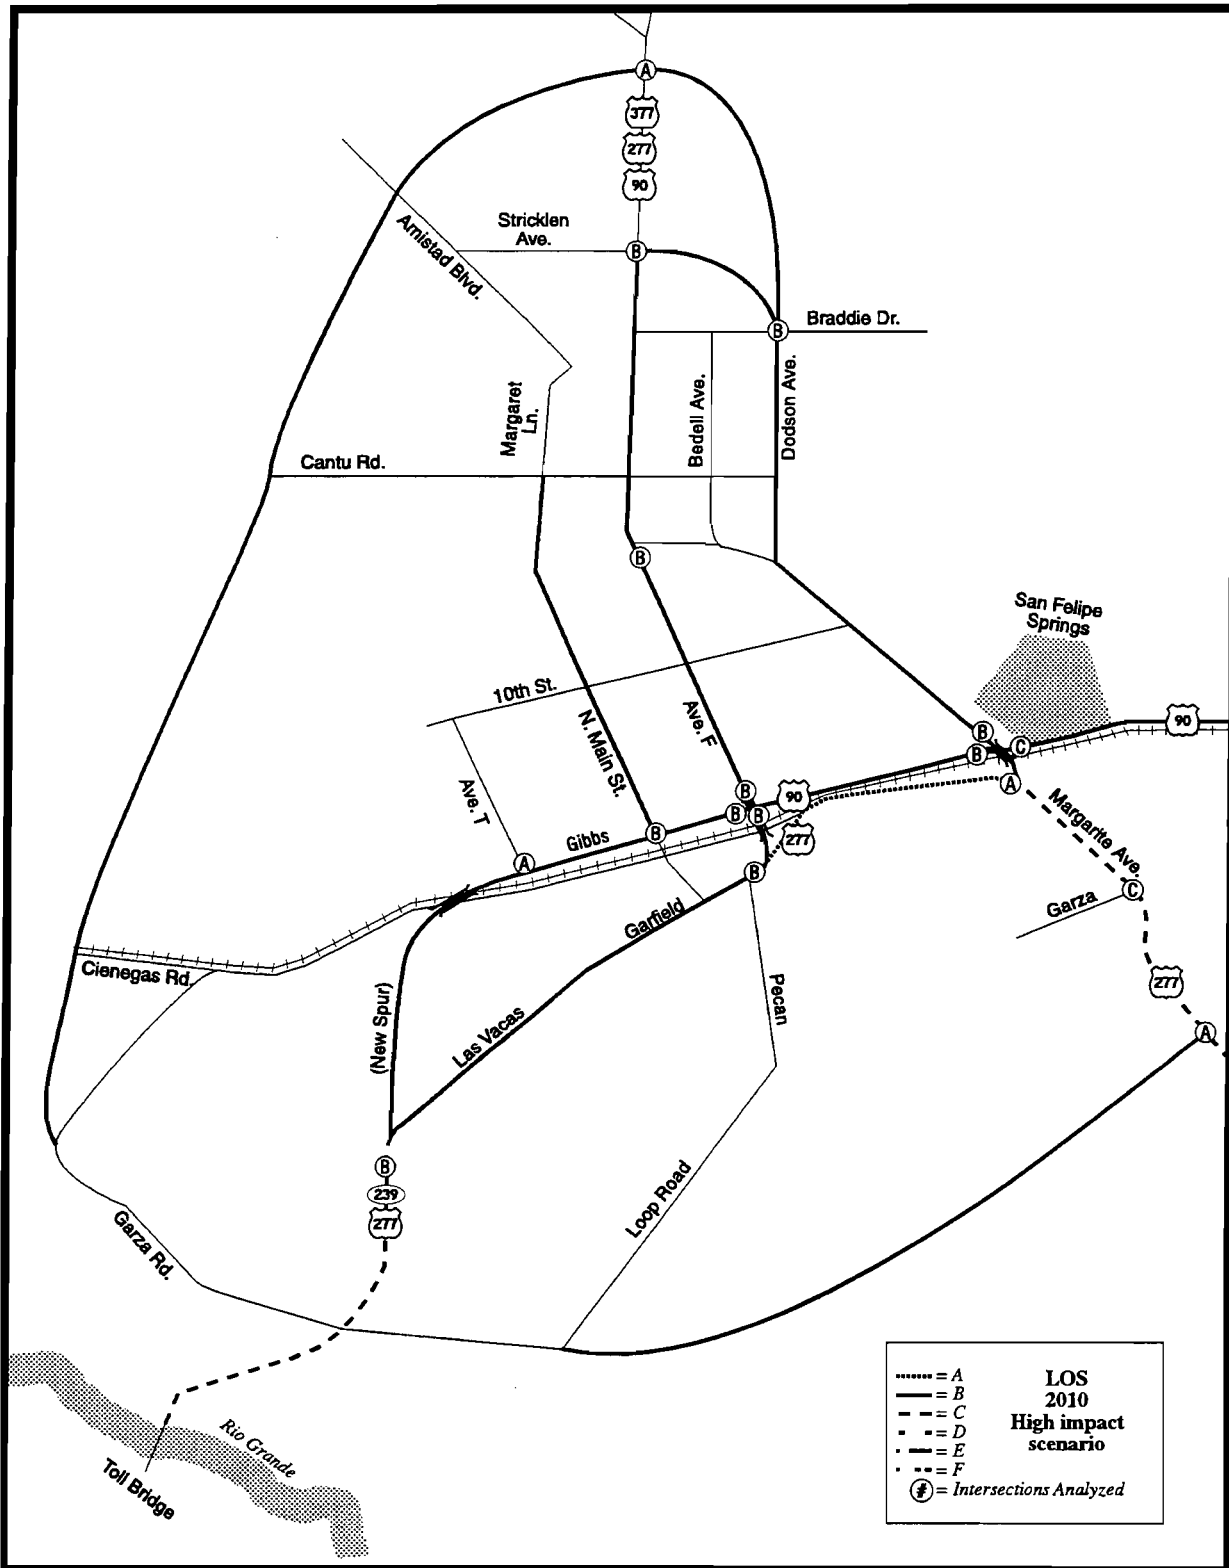 A
377
277
90
Stricklen
Ave.
B
Amistad Blvd.
B
Braddie Dr.
Margaret
Ln.
Bedell Ave.
Dodson Ave.
Cantu Rd.
B
San Felipe
Springs
10th St.
N. Main St.
Ave. F
B
C
B
90
A
Ave. T
B
90
B
B
Gibbs
B
A
277
B
Margarite Ave.
C
Garza
Garfield
Cienegas Rd.
Pecan
277
(New Spur)
Las Vacas
A
B
239
277
Loop Road
Garza Rd.
Rio Grande
Toll Bridge
LOS
2010
High impact
scenario
= A
= B
= C
= D
= E
= F
# = Intersections Analyzed